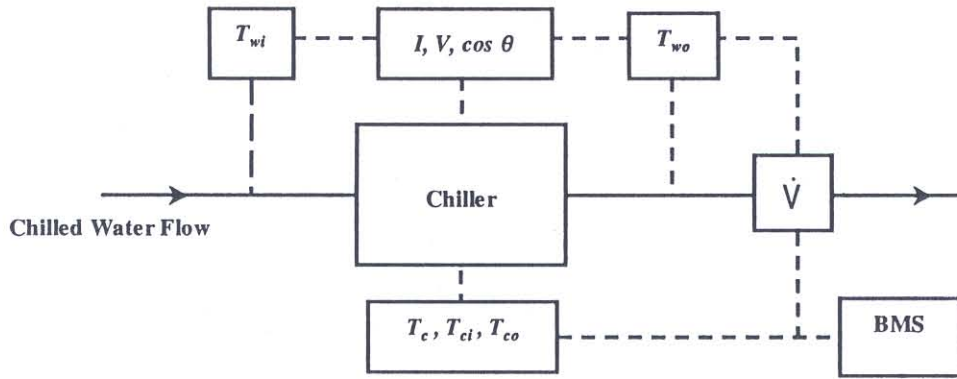 T_wi
I, V, cos θ
T_wo
Chiller
V̇
Chilled Water Flow
T_c, T_ci, T_co
BMS